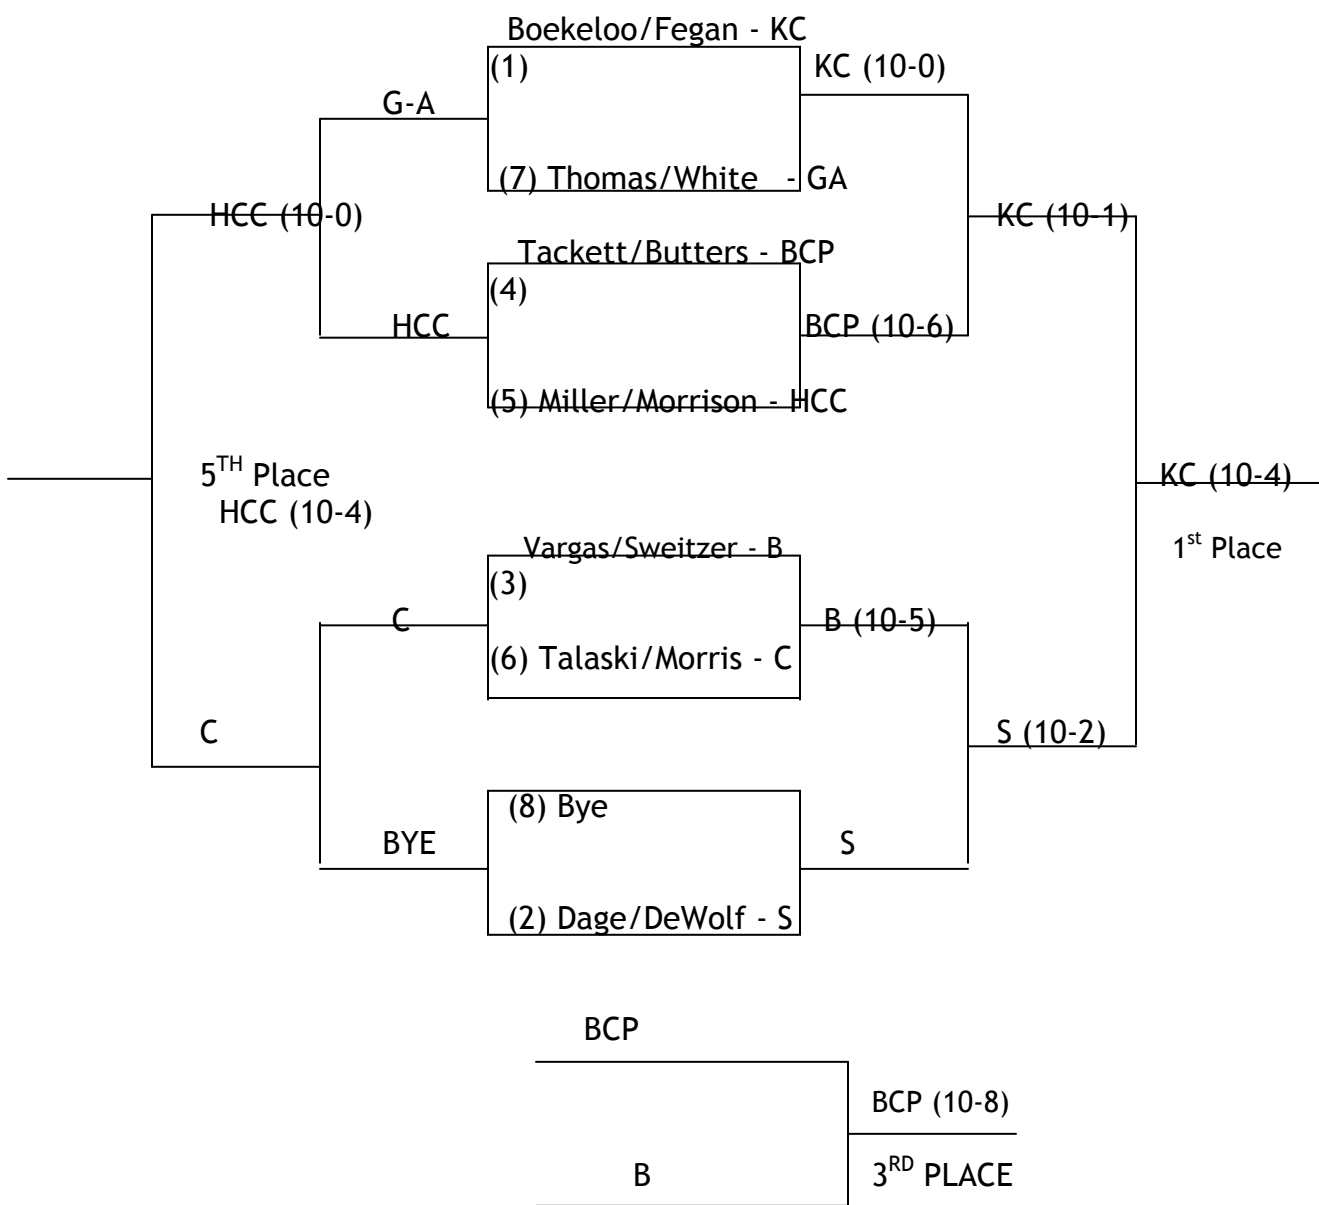 Boekeloo/Fegan - KC
(1)
KC (10-0)
G-A
(7) Thomas/White - GA
HCC (10-0)
KC (10-1)
Tackett/Butters - BCP
(4)
HCC
BCP (10-6)
(5) Miller/Morrison - HCC
5TH Place
HCC (10-4)
KC (10-4)
1st Place
Vargas/Sweitzer - B
(3)
C
B (10-5)
(6) Talaski/Morris - C
C
S (10-2)
(8) Bye
BYE
S
(2) Dage/DeWolf - S
BCP
BCP (10-8)
B
3RD PLACE